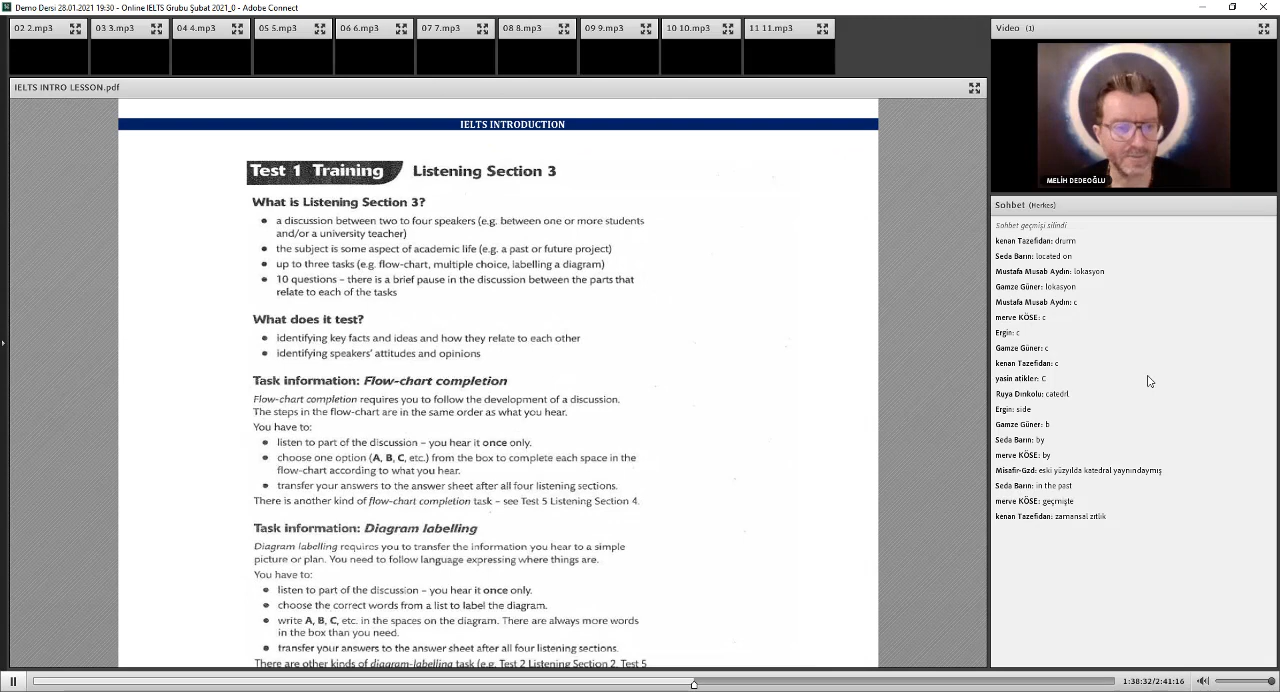 Demo Dersi 28.01.2021 19:30 - Online IELTS Grubu Şubat 2021_0 - Adobe Connect
02 2.mp3
03 3.mp3
04 4.mp3
05 5.mp3
06 6.mp3
07 7.mp3
08 8.mp3
09 9.mp3
10 10.mp3
11 11.mp3
IELTS INTRO LESSON.pdf
IELTS INTRODUCTION
Test 1 Training Listening Section 3
What is Listening Section 3?
• a discussion between two to four speakers (e.g. between one or more students
and/or a university teacher)
• the subject is some aspect of academic life (e.g. a past or future project)
• up to three tasks (e.g. flow-chart, multiple choice, labelling a diagram)
• 10 questions – there is a brief pause in the discussion between the parts that
relate to each of the tasks
What does it test?
• identifying key facts and ideas and how they relate to each other
• identifying speakers' attitudes and opinions
Task information: Flow-chart completion
Flow-chart completion requires you to follow the development of a discussion.
The steps in the flow-chart are in the same order as what you hear.
You have to:
• listen to part of the discussion – you hear it once only.
• choose one option (A, B, C, etc.) from the box to complete each space in the
flow-chart according to what you hear.
• transfer your answers to the answer sheet after all four listening sections.
There is another kind of flow-chart completion task – see Test 5 Listening Section 4.
Task information: Diagram labelling
Diagram labelling requires you to transfer the information you hear to a simple
picture or plan. You need to follow language expressing where things are.
You have to:
• listen to part of the discussion – you hear it once only.
• choose the correct words from a list to label the diagram.
• write A, B, C, etc. in the spaces on the diagram. There are always more words
in the box than you need.
• transfer your answers to the answer sheet after all four listening sections.
There are other kinds of diagram-labelling task (e.g. Test 2 Listening Section 2, Test 5
Video (1)
MELİH DEDEOĞLU
Sohbet (Herkes)
Sohbet geçmişi silindi
kenan Tazefidan: drurm
Seda Barın: located on
Mustafa Musab Aydın: lokasyon
Gamze Güner: lokasyon
Mustafa Musab Aydın: c
merve KÖSE: c
Ergin: c
Gamze Güner: c
kenan Tazefidan: c
yasin atikler: C
Ruya Dınkolu: catedrl
Ergin: side
Gamze Güner: b
Seda Barın: by
merve KÖSE: by
Misafir-Gzd: eski yüzyılda katedral yaynındaymış
Seda Barın: in the past
merve KÖSE: geçmişte
kenan Tazefidan: zamansal zıtlik
1:38:32/2:41:16